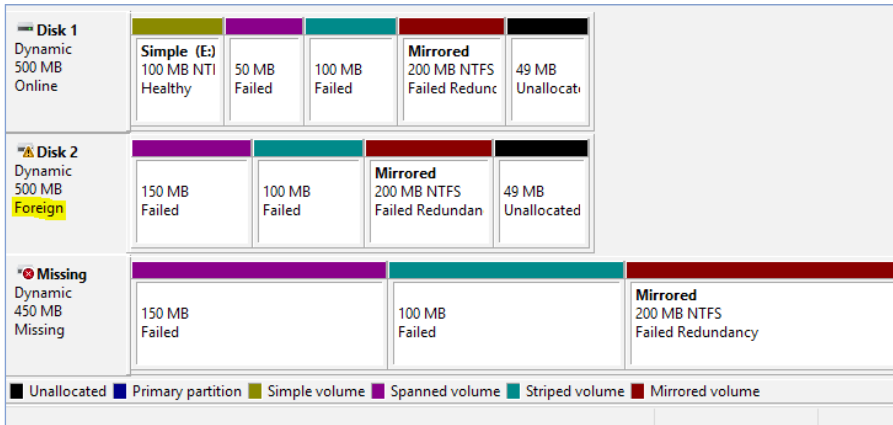 Disk 1
Dynamic
500 MB
Online
Simple (E:)
100 MB NTI
Healthy
50 MB
Failed
100 MB
Failed
Mirrored
200 MB NTFS
Failed Redunc
49 MB
Unallocat
Disk 2
Dynamic
500 MB
Foreign
150 MB
Failed
100 MB
Failed
Mirrored
200 MB NTFS
Failed Redundan
49 MB
Unallocated
Missing
Dynamic
450 MB
Missing
150 MB
Failed
100 MB
Failed
Mirrored
200 MB NTFS
Failed Redundancy
Unallocated Primary partition Simple volume Spanned volume Striped volume Mirrored volume